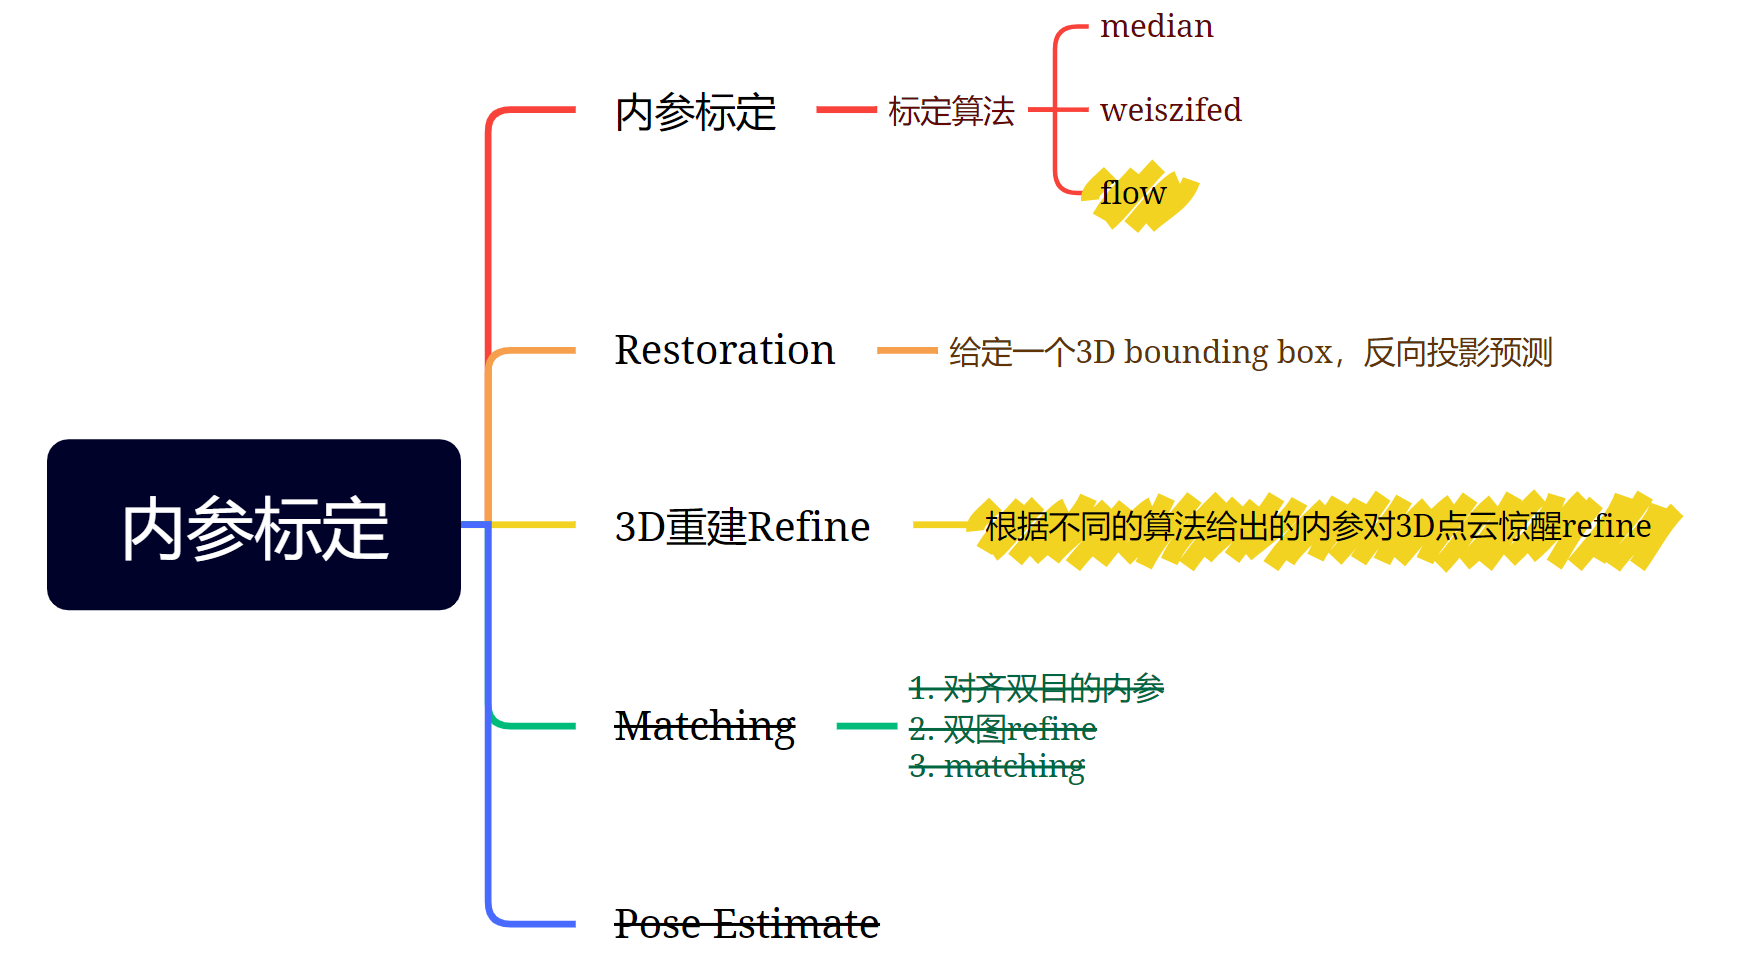 median
内参标定
标定算法
weiszifed
flow
Restoration
给定一个3D bounding box，反向投影预测
内参标定
3D重建Refine
根据不同的算法给出的内参对3D点云惊醒refine
Matching
1. 对齐双目的内参
2. 双图refine
3. matching
Pose Estimate